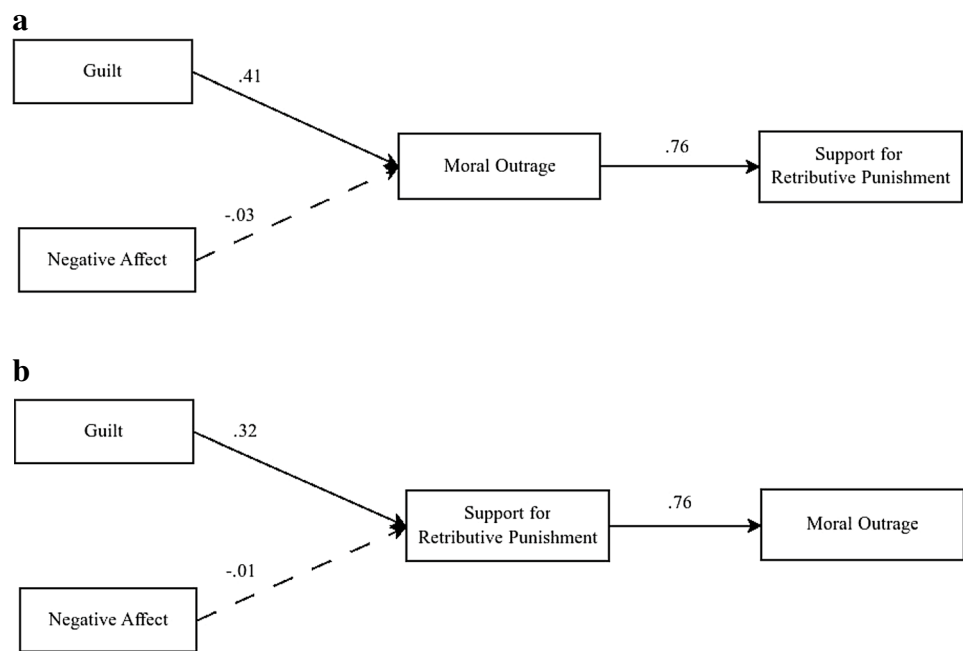 a
Guilt
.41
Moral Outrage
.76
Support for
Retributive Punishment
-.03
Negative Affect
b
Guilt
.32
Support for
Retributive Punishment
.76
Moral Outrage
-.01
Negative Affect